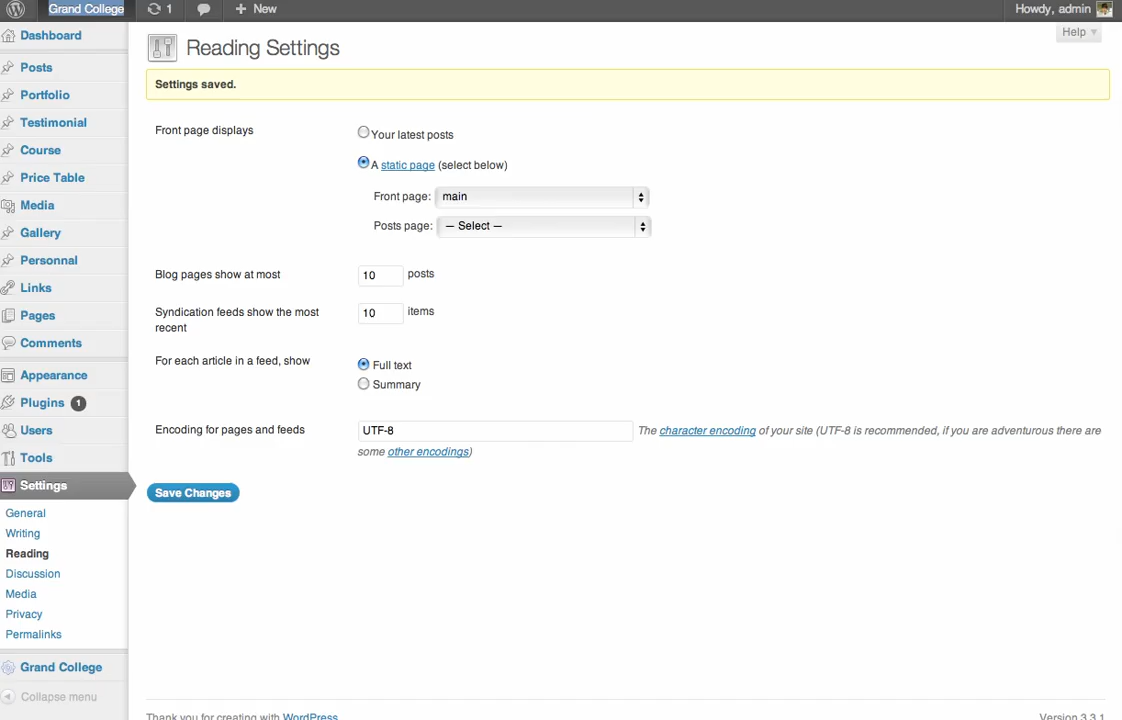 Grand College 1 + New Howdy, admin
Help
Dashboard
Posts
Portfolio
Testimonial
Course
Price Table
Media
Gallery
Personnal
Links
Pages
Comments
Appearance
Plugins 1
Users
Tools
Settings
General
Writing
Reading
Discussion
Media
Privacy
Permalinks
Grand College
Collapse menu
Reading Settings
Settings saved.
Front page displays
Your latest posts
A static page (select below)
Front page: main
Posts page: — Select —
Blog pages show at most 10 posts
Syndication feeds show the most
recent
10 items
For each article in a feed, show
Full text
Summary
Encoding for pages and feeds
UTF-8 The character encoding of your site (UTF-8 is recommended, if you are adventurous there are
some other encodings)
Save Changes
Thank you for creating with WordPress
Version 3.3.1